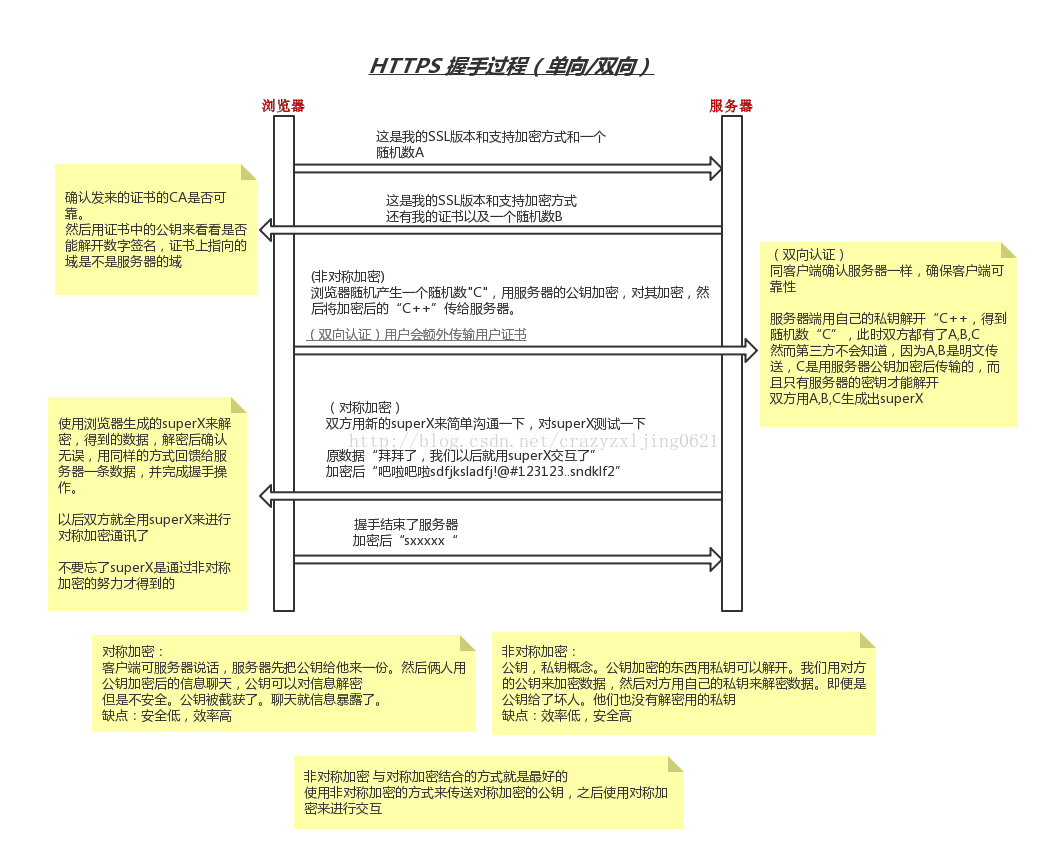 HTTPS 握手过程（单向/双向）
浏览器
服务器
这是我的SSL版本和支持加密方式和一个
随机数A
确认发来的证书的CA是否可
靠。
然后用证书中的公钥来看看是否
能解开数字签名，证书上指向的
域是不是服务器的域
这是我的SSL版本和支持加密方式
还有我的证书以及一个随机数B
（双向认证）
同客户端确认服务器一样，确保客户端可
靠性
服务器端用自己的私钥解开“C++，得到
随机数“C”，此时双方都有了A,B,C
然而第三方不会知道，因为A,B是明文传
送，C是用服务器公钥加密后传输的，而
且只有服务器的密钥才能解开
双方用A,B,C生成出superX
(非对称加密)
浏览器随机产生一个随机数"C"，用服务器的公钥加密，对其加密，然
后将加密后的“C++”传给服务器。
（双向认证）用户会额外传输用户证书
（对称加密）
双方用新的superX来简单沟通一下，对superX测试一下
http://blog.csdn.net/crazyzxljing0621
原数据“拜拜了，我们以后就用superX交互了”
加密后“吧啦吧啦sdfjksladfj!@#123123..sndklf2”
使用浏览器生成的superX来解
密，得到的数据，解密后确认
无误，用同样的方式回馈给服
务器一条数据，并完成握手操
作。
以后双方就全用superX来进行
对称加密通讯了
不要忘了superX是通过非对称
加密的努力才得到的
握手结束了服务器
加密后“sxxxxx“
对称加密：
客户端可服务器说话，服务器先把公钥给他来一份。然后俩人用
公钥加密后的信息聊天，公钥可以对信息解密
但是不安全。公钥被截获了。聊天就信息暴露了。
缺点：安全低，效率高
非对称加密：
公钥，私钥概念。公钥加密的东西用私钥可以解开。我们用对方
的公钥来加密数据，然后对方用自己的私钥来解密数据。即便是
公钥给了坏人。他们也没有解密用的私钥
缺点：效率低，安全高
非对称加密 与对称加密结合的方式就是最好的
使用非对称加密的方式来传送对称加密的公钥，之后使用对称加
密来进行交互